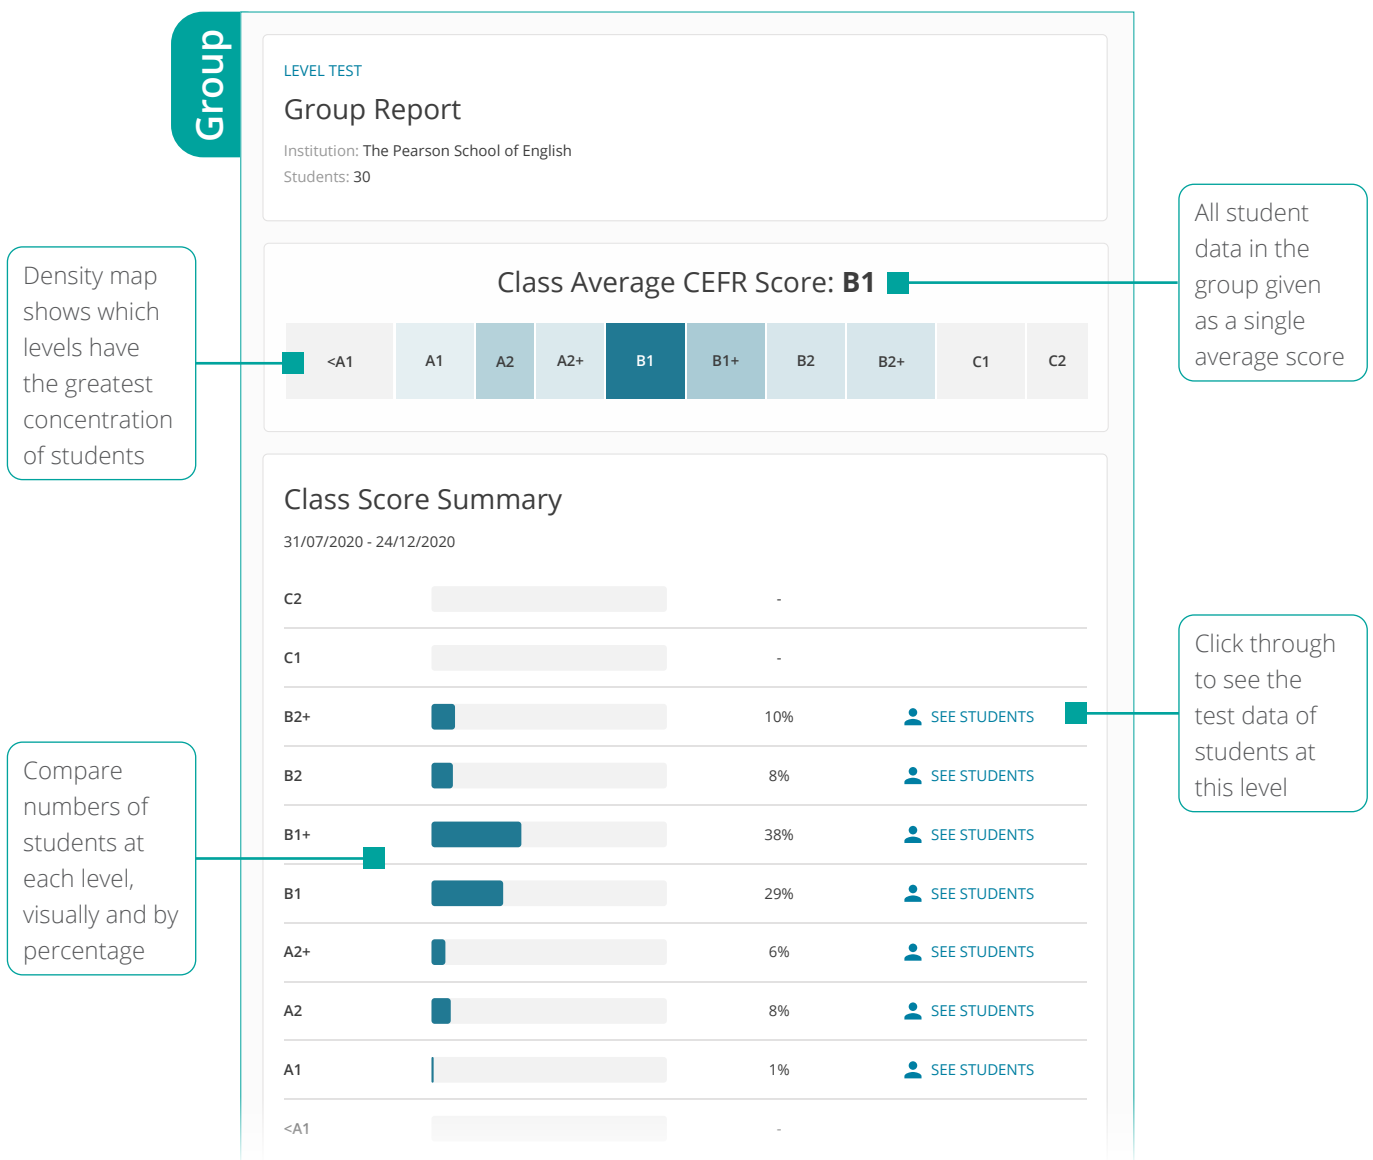 Group
LEVEL TEST
Group Report
Institution: The Pearson School of English
Students: 30
Density map
shows which
levels have
the greatest
concentration
of students
Class Average CEFR Score: B1
All student
data in the
group given
as a single
average score
<A1 A1 A2 A2+ B1 B1+ B2 B2+ C1 C2
Class Score Summary
31/07/2020 - 24/12/2020
C2 -
C1 -
B2+ 10% SEE STUDENTS
B2 8% SEE STUDENTS
B1+ 38% SEE STUDENTS
B1 29% SEE STUDENTS
A2+ 6% SEE STUDENTS
A2 8% SEE STUDENTS
A1 1% SEE STUDENTS
<A1 -
Click through
to see the
test data of
students at
this level
Compare
numbers of
students at
each level,
visually and by
percentage